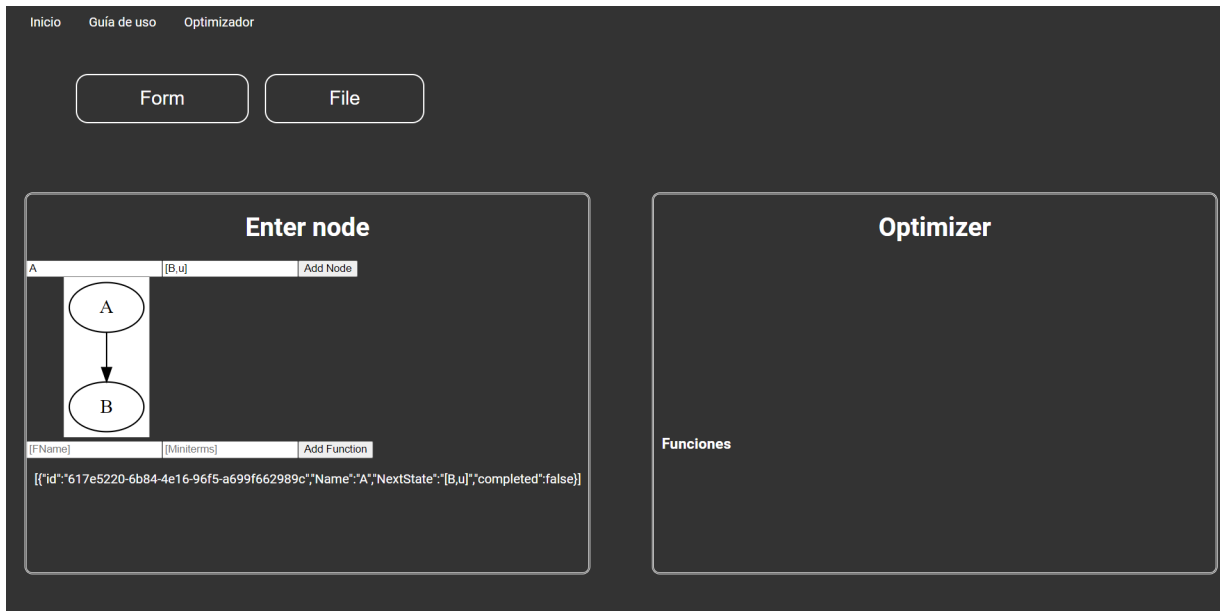 Inicio Guía de uso Optimizador
Form File
Enter node
A [B,u] Add Node
A
B
[FName] [Miniterms] Add Function
[{"id":"617e5220-6b84-4e16-96f5-a699f662989c","Name":"A","NextState":"[B,u]","completed":false}]
Optimizer
Funciones